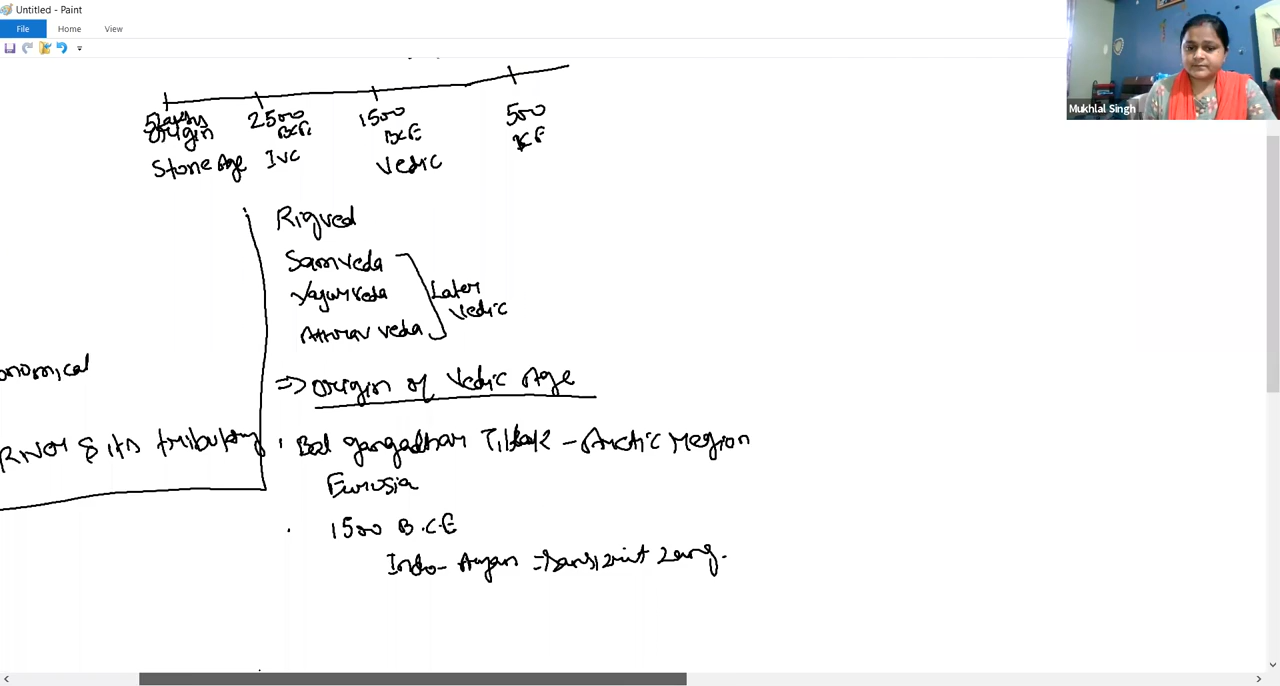 Untitled - Paint
File Home View
Mukhlal Singh
origin 2500 BCE 1500 BCE 500
Stone Age IVC Vedic
Rigved
Samveda
Yajurveda
Later Vedic
Atharav veda
onomical
=> origin of Vedic Age
River & its tributary
Bal gangadhar Tilak - Arctic region
Eurasia
1500 B.C.E
Indo- Aryan => Sanskrit Lang.